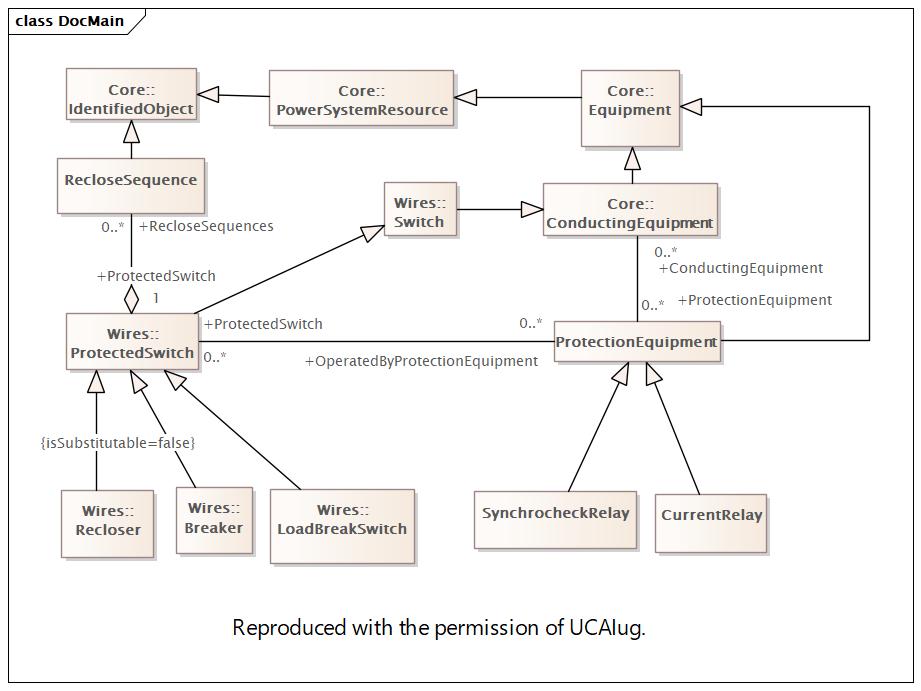 class DocMain
Core::
IdentifiedObject
Core::
PowerSystemResource
Core::
Equipment
RecloseSequence
Wires::
Switch
Core::
ConductingEquipment
0..* +RecloseSequences
0..*
+ConductingEquipment
+ProtectedSwitch
1
0..* +ProtectionEquipment
Wires::
ProtectedSwitch
+ProtectedSwitch
0..*
0..*
+OperatedByProtectionEquipment
ProtectionEquipment
{isSubstitutable=false}
Wires::
Recloser
Wires::
Breaker
Wires::
LoadBreakSwitch
SynchrocheckRelay
CurrentRelay
Reproduced with the permission of UCAIug.